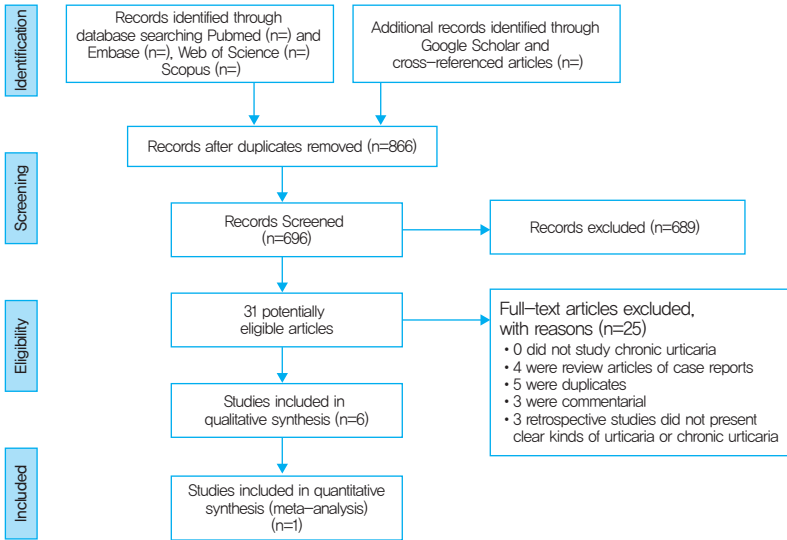 Identification
Records identified through
database searching Pubmed (n=) and
Embase (n=), Web of Science (n=)
Scopus (n=)
Additional records identified through
Google Scholar and
cross-referenced articles (n=)
Records after duplicates removed (n=866)
Screening
Records Screened
(n=696)
Records excluded (n=689)
Eligibility
31 potentially
eligible articles
Full-text articles excluded,
with reasons (n=25)
• 0 did not study chronic urticaria
• 4 were review articles of case reports
• 5 were duplicates
• 3 were commentarial
• 3 retrospective studies did not present
clear kinds of urticaria or chronic urticaria
Studies included in
qualitative synthesis (n=6)
Included
Studies included in quantitative
synthesis (meta-analysis)
(n=1)